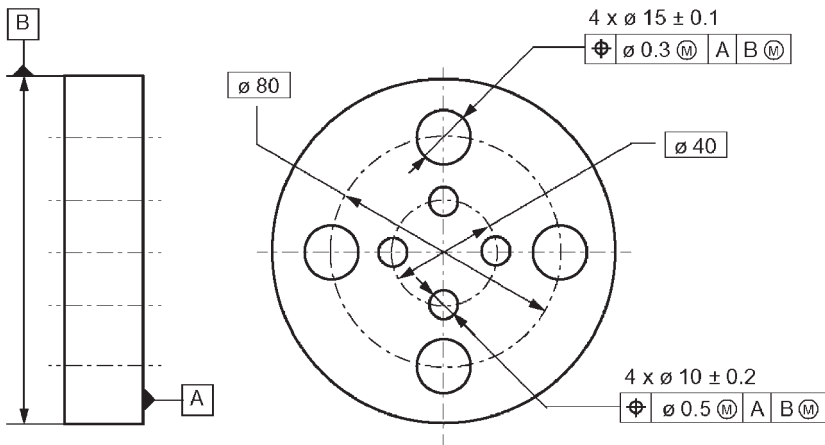 B
4 x ø 15 ± 0.1
⌖ ø 0.3 Ⓜ A B Ⓜ
ø 80
ø 40
A
4 x ø 10 ± 0.2
⌖ ø 0.5 Ⓜ A B Ⓜ